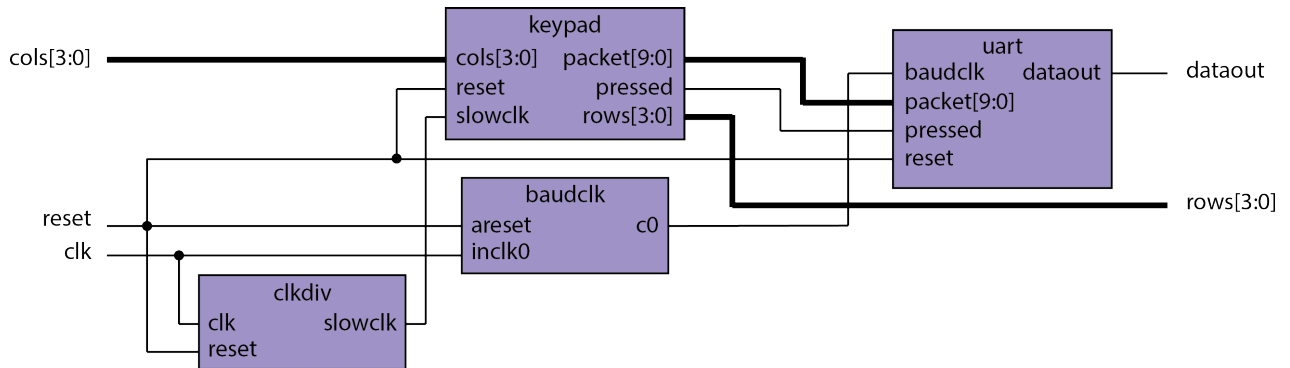 keypad
cols[3:0] cols[3:0] packet[9:0]
reset pressed
slowclk rows[3:0]
uart
baudclk dataout dataout
packet[9:0]
pressed
reset
baudclk
reset areset c0 rows[3:0]
clk inclk0
clkdiv
clk slowclk
reset